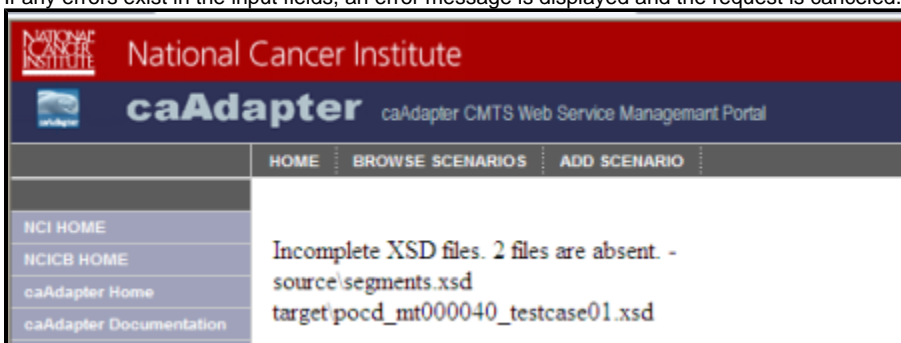 If any errors exist in the input fields, an error message is displayed and the request is canceled.
NATIONAL
CANCER
INSTITUTE
National Cancer Institute
caAdapter
caAdapter caAdapter CMTS Web Service Managemant Portal
HOME BROWSE SCENARIOS ADD SCENARIO
NCI HOME
NCICB HOME
caAdapter Home
caAdapter Documentation
Incomplete XSD files. 2 files are absent. -
source\segments.xsd
target\pocd_mt000040_testcase01.xsd